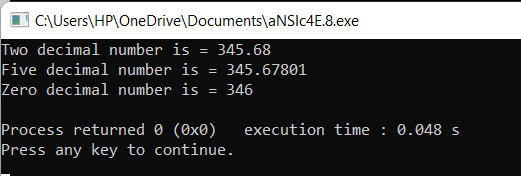 C:\Users\HP\OneDrive\Documents\aNSIc4E.8.exe
Two decimal number is = 345.68
Five decimal number is = 345.67801
Zero decimal number is = 346
Process returned 0 (0x0)   execution time : 0.048 s
Press any key to continue.